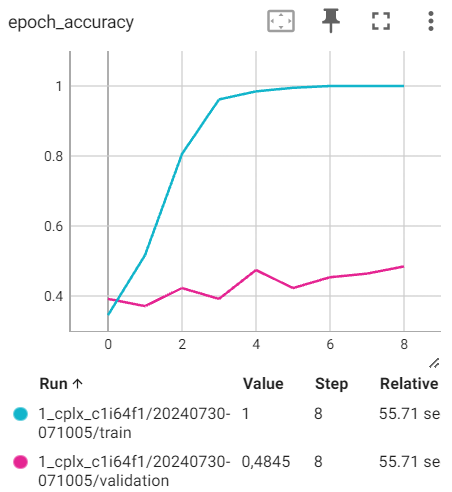 epoch_accuracy
1
0.8
0.6
0.4
0 2 4 6 8
Run ↑ Value Step Relative
1_cplx_c1i64f1/20240730- 1 8 55.71 se
071005/train
1_cplx_c1i64f1/20240730- 0,4845 8 55.71 se
071005/validation